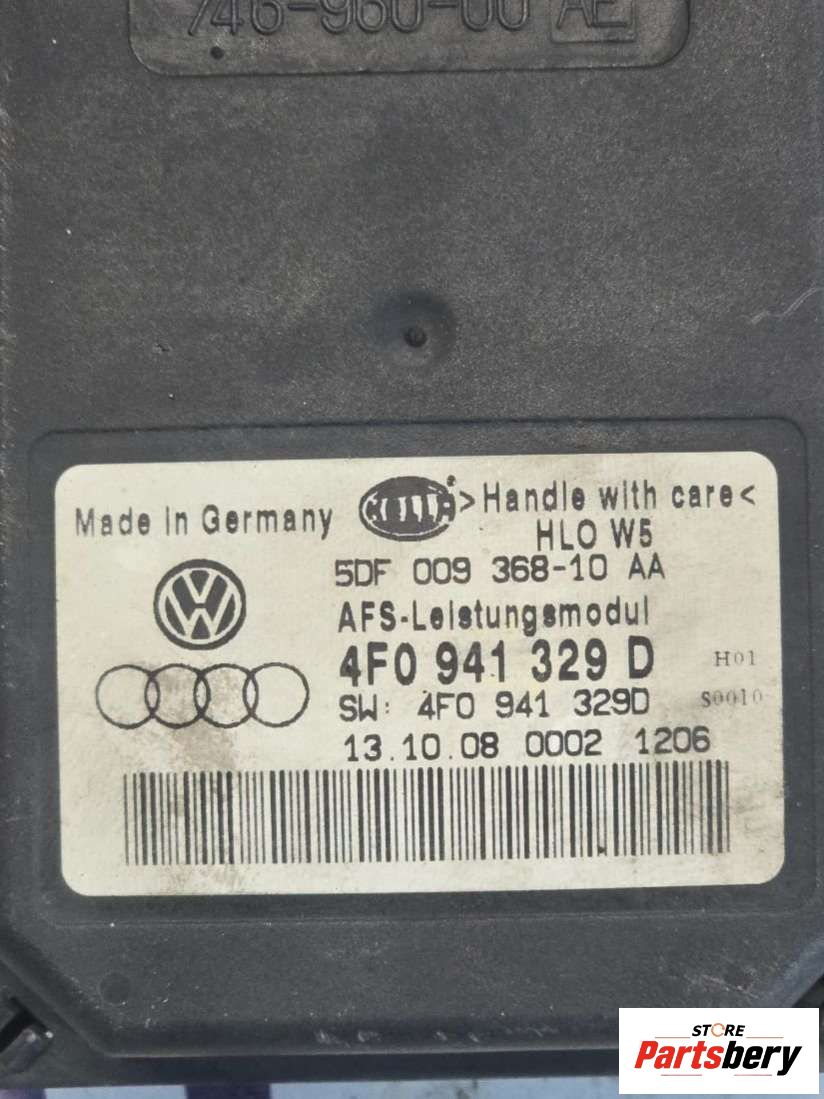 746-960-00 AE
Made in Germany
HELLA
>Handle with care<
HLO W5
5DF 009 368-10 AA
AFS-Leistungsmodul
4F0 941 329 D H01
SW: 4F0 941 329D S0010
13.10.08 0002 1206
STORE
Partsbery